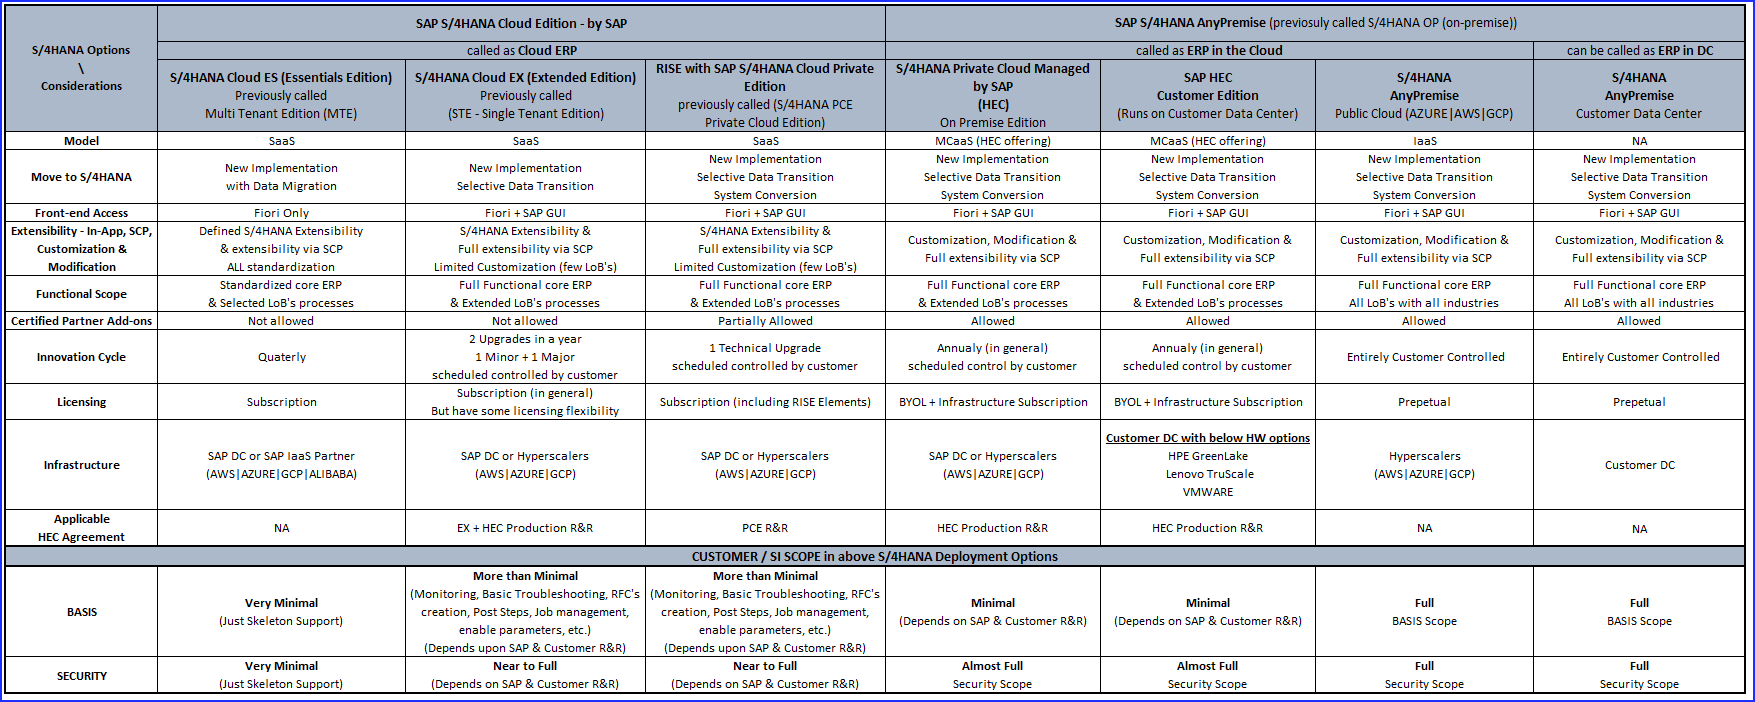 S/4HANA Options
\
Considerations
SAP S/4HANA Cloud Edition - by SAP
SAP S/4HANA AnyPremise (previosuly called S/4HANA OP (on-premise))
called as Cloud ERP
called as ERP in the Cloud
can be called as ERP in DC
S/4HANA Cloud ES (Essentials Edition)
Previously called
Multi Tenant Edition (MTE)
S/4HANA Cloud EX (Extended Edition)
Previously called
(STE - Single Tenant Edition)
RISE with SAP S/4HANA Cloud Private
Edition
previously called (S/4HANA PCE
Private Cloud Edition)
S/4HANA Private Cloud Managed
by SAP
(HEC)
On Premise Edition
SAP HEC
Customer Edition
(Runs on Customer Data Center)
S/4HANA
AnyPremise
Public Cloud (AZURE|AWS|GCP)
S/4HANA
AnyPremise
Customer Data Center
Model
SaaS
SaaS
SaaS
MCaaS (HEC offering)
MCaaS (HEC offering)
IaaS
NA
Move to S/4HANA
New Implementation
with Data Migration
New Implementation
Selective Data Transition
New Implementation
Selective Data Transition
System Conversion
New Implementation
Selective Data Transition
System Conversion
New Implementation
Selective Data Transition
System Conversion
New Implementation
Selective Data Transition
System Conversion
New Implementation
Selective Data Transition
System Conversion
Front-end Access
Fiori Only
Fiori + SAP GUI
Fiori + SAP GUI
Fiori + SAP GUI
Fiori + SAP GUI
Fiori + SAP GUI
Fiori + SAP GUI
Extensibility - In-App, SCP,
Customization &
Modification
Defined S/4HANA Extensibility
& extensibility via SCP
ALL standardization
S/4HANA Extensibility &
Full extensibility via SCP
Limited Customization (few LoB's)
S/4HANA Extensibility &
Full extensibility via SCP
Limited Customization (few LoB's)
Customization, Modification &
Full extensibility via SCP
Customization, Modification &
Full extensibility via SCP
Customization, Modification &
Full extensibility via SCP
Customization, Modification &
Full extensibility via SCP
Functional Scope
Standardized core ERP
& Selected LoB's processes
Full Functional core ERP
& Extended LoB's processes
Full Functional core ERP
& Extended LoB's processes
Full Functional core ERP
& Extended LoB's processes
Full Functional core ERP
& Extended LoB's processes
Full Functional core ERP
All LoB's with all industries
Full Functional core ERP
All LoB's with all industries
Certified Partner Add-ons
Not allowed
Not allowed
Partially Allowed
Allowed
Allowed
Allowed
Allowed
Innovation Cycle
Quaterly
2 Upgrades in a year
1 Minor + 1 Major
scheduled controlled by customer
1 Technical Upgrade
scheduled controlled by customer
Annualy (in general)
scheduled control by customer
Annualy (in general)
scheduled control by customer
Entirely Customer Controlled
Entirely Customer Controlled
Licensing
Subscription
Subscription (in general)
But have some licensing flexibility
Subscription (including RISE Elements)
BYOL + Infrastructure Subscription
BYOL + Infrastructure Subscription
Prepetual
Prepetual
Infrastructure
SAP DC or SAP IaaS Partner
(AWS|AZURE|GCP|ALIBABA)
SAP DC or Hyperscalers
(AWS|AZURE|GCP)
SAP DC or Hyperscalers
(AWS|AZURE|GCP)
SAP DC or Hyperscalers
(AWS|AZURE|GCP)
Customer DC with below HW options
HPE GreenLake
Lenovo TruScale
VMWARE
Hyperscalers
(AWS|AZURE|GCP)
Customer DC
Applicable
HEC Agreement
NA
EX + HEC Production R&R
PCE R&R
HEC Production R&R
HEC Production R&R
NA
NA
CUSTOMER / SI SCOPE in above S/4HANA Deployment Options
BASIS
Very Minimal
(Just Skeleton Support)
More than Minimal
(Monitoring, Basic Troubleshooting, RFC's
creation, Post Steps, Job management,
enable parameters, etc.)
(Depends upon SAP & Customer R&R)
More than Minimal
(Monitoring, Basic Troubleshooting, RFC's
creation, Post Steps, Job management,
enable parameters, etc.)
(Depends upon SAP & Customer R&R)
Minimal
(Depends on SAP & Customer R&R)
Minimal
(Depends on SAP & Customer R&R)
Full
BASIS Scope
Full
BASIS Scope
SECURITY
Very Minimal
(Just Skeleton Support)
Near to Full
(Depends on SAP & Customer R&R)
Near to Full
(Depends on SAP & Customer R&R)
Almost Full
Security Scope
Almost Full
Security Scope
Full
Security Scope
Full
Security Scope